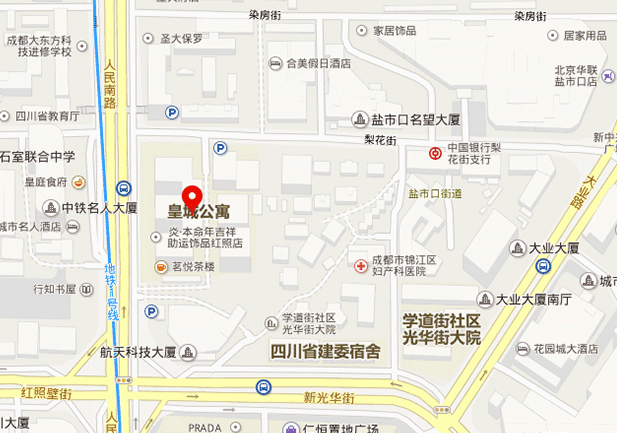 染房街
染房街
成都大东方科
技进修学校
圣大保罗
家居饰品
居家用品
合美假日酒店
北京华联
盐市口店
人民南路
四川省教育厅
盐市口名望大厦
梨花街
新中
广
石室联合中学
中国银行梨
花街支行
皇庭食府
大业路
盐市口街道
中铁名人大厦
皇城公寓
城市名人酒店
炎·本命年吉祥
助运饰品红照店
大业大厦
茗悦茶楼
成都市锦江区
妇产科医院
地铁1号线
行知书屋
城市
大业大厦南厅
学道街社区
光华街大院
学道街社区
光华街大院
航天科技大厦
四川省建委宿舍
花园城大酒店
红照壁街
新光华街
川大厦
人民
PRADA
仁恒置地广场